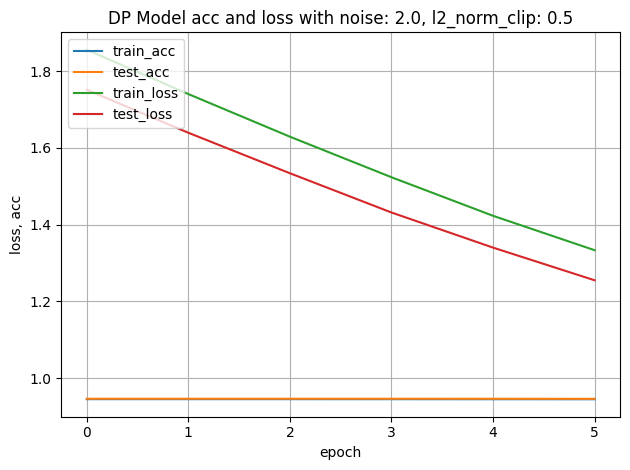 DP Model acc and loss with noise: 2.0, l2_norm_clip: 0.5
train_acc
test_acc
train_loss
test_loss
1.8
1.6
1.4
1.2
1.0
loss, acc
0 1 2 3 4 5
epoch